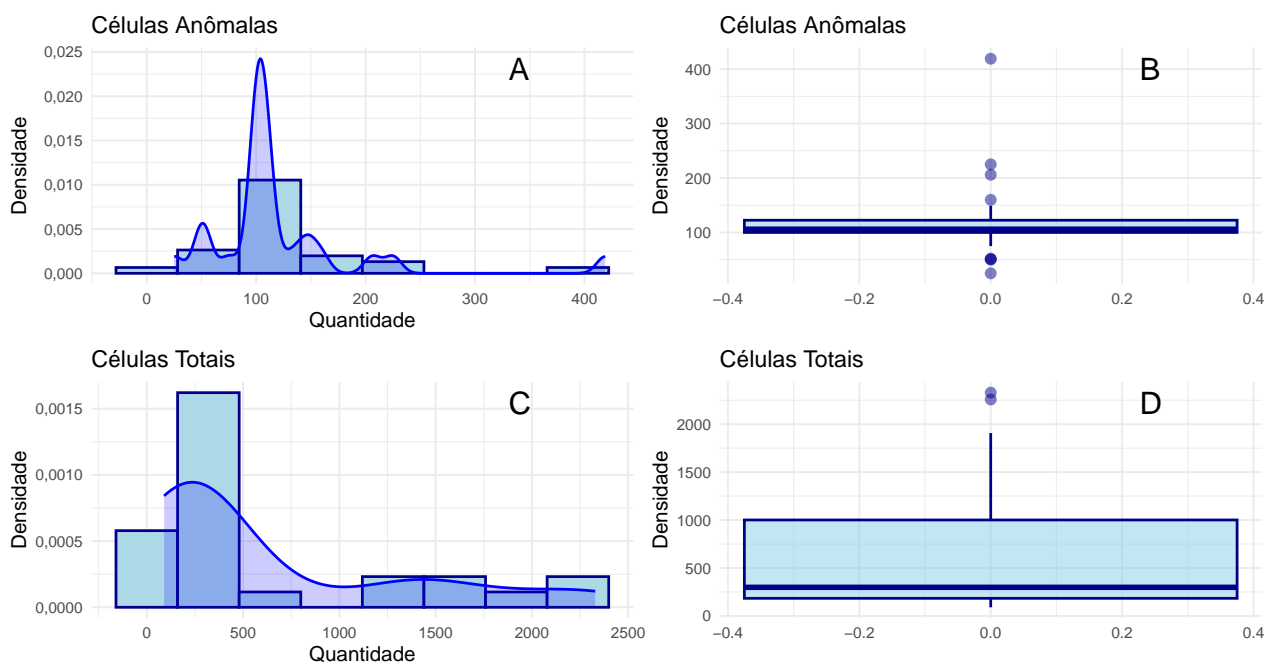 Células Anômalas
A
Densidade
0,025
0,020
0,015
0,010
0,005
0,000
0
100
200
300
400
Quantidade
Células Anômalas
B
Densidade
400
300
200
100
−0.4
−0.2
0.0
0.2
0.4
Células Totais
C
Densidade
0,0015
0,0010
0,0005
0,0000
0
500
1000
1500
2000
2500
Quantidade
Células Totais
D
Densidade
2000
1500
1000
500
0
−0.4
−0.2
0.0
0.2
0.4